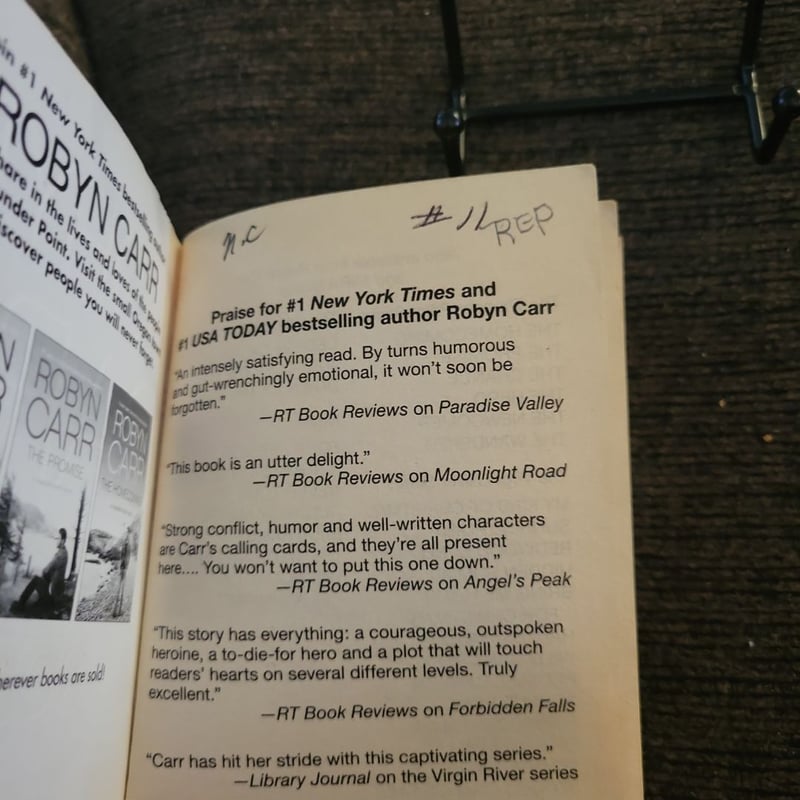 in #1 New York Times bestselling
ROBYN CARR
hare in the lives and loves of the people
under Point. Visit the small Oregon town
iscover people you will never forget.
ROBYN
CARR
THE PROMISE
ROBYN
CARR
THE HOMECOMING
herever books are sold!
n.c
#11
REP
Praise for #1 New York Times and
#1 USA TODAY bestselling author Robyn Carr
"An intensely satisfying read. By turns humorous
and gut-wrenchingly emotional, it won't soon be
forgotten."
—RT Book Reviews on Paradise Valley
"This book is an utter delight."
—RT Book Reviews on Moonlight Road
"Strong conflict, humor and well-written characters
are Carr's calling cards, and they're all present
here.... You won't want to put this one down."
—RT Book Reviews on Angel's Peak
"This story has everything: a courageous, outspoken
heroine, a to-die-for hero and a plot that will touch
readers' hearts on several different levels. Truly
excellent."
—RT Book Reviews on Forbidden Falls
"Carr has hit her stride with this captivating series."
—Library Journal on the Virgin River series